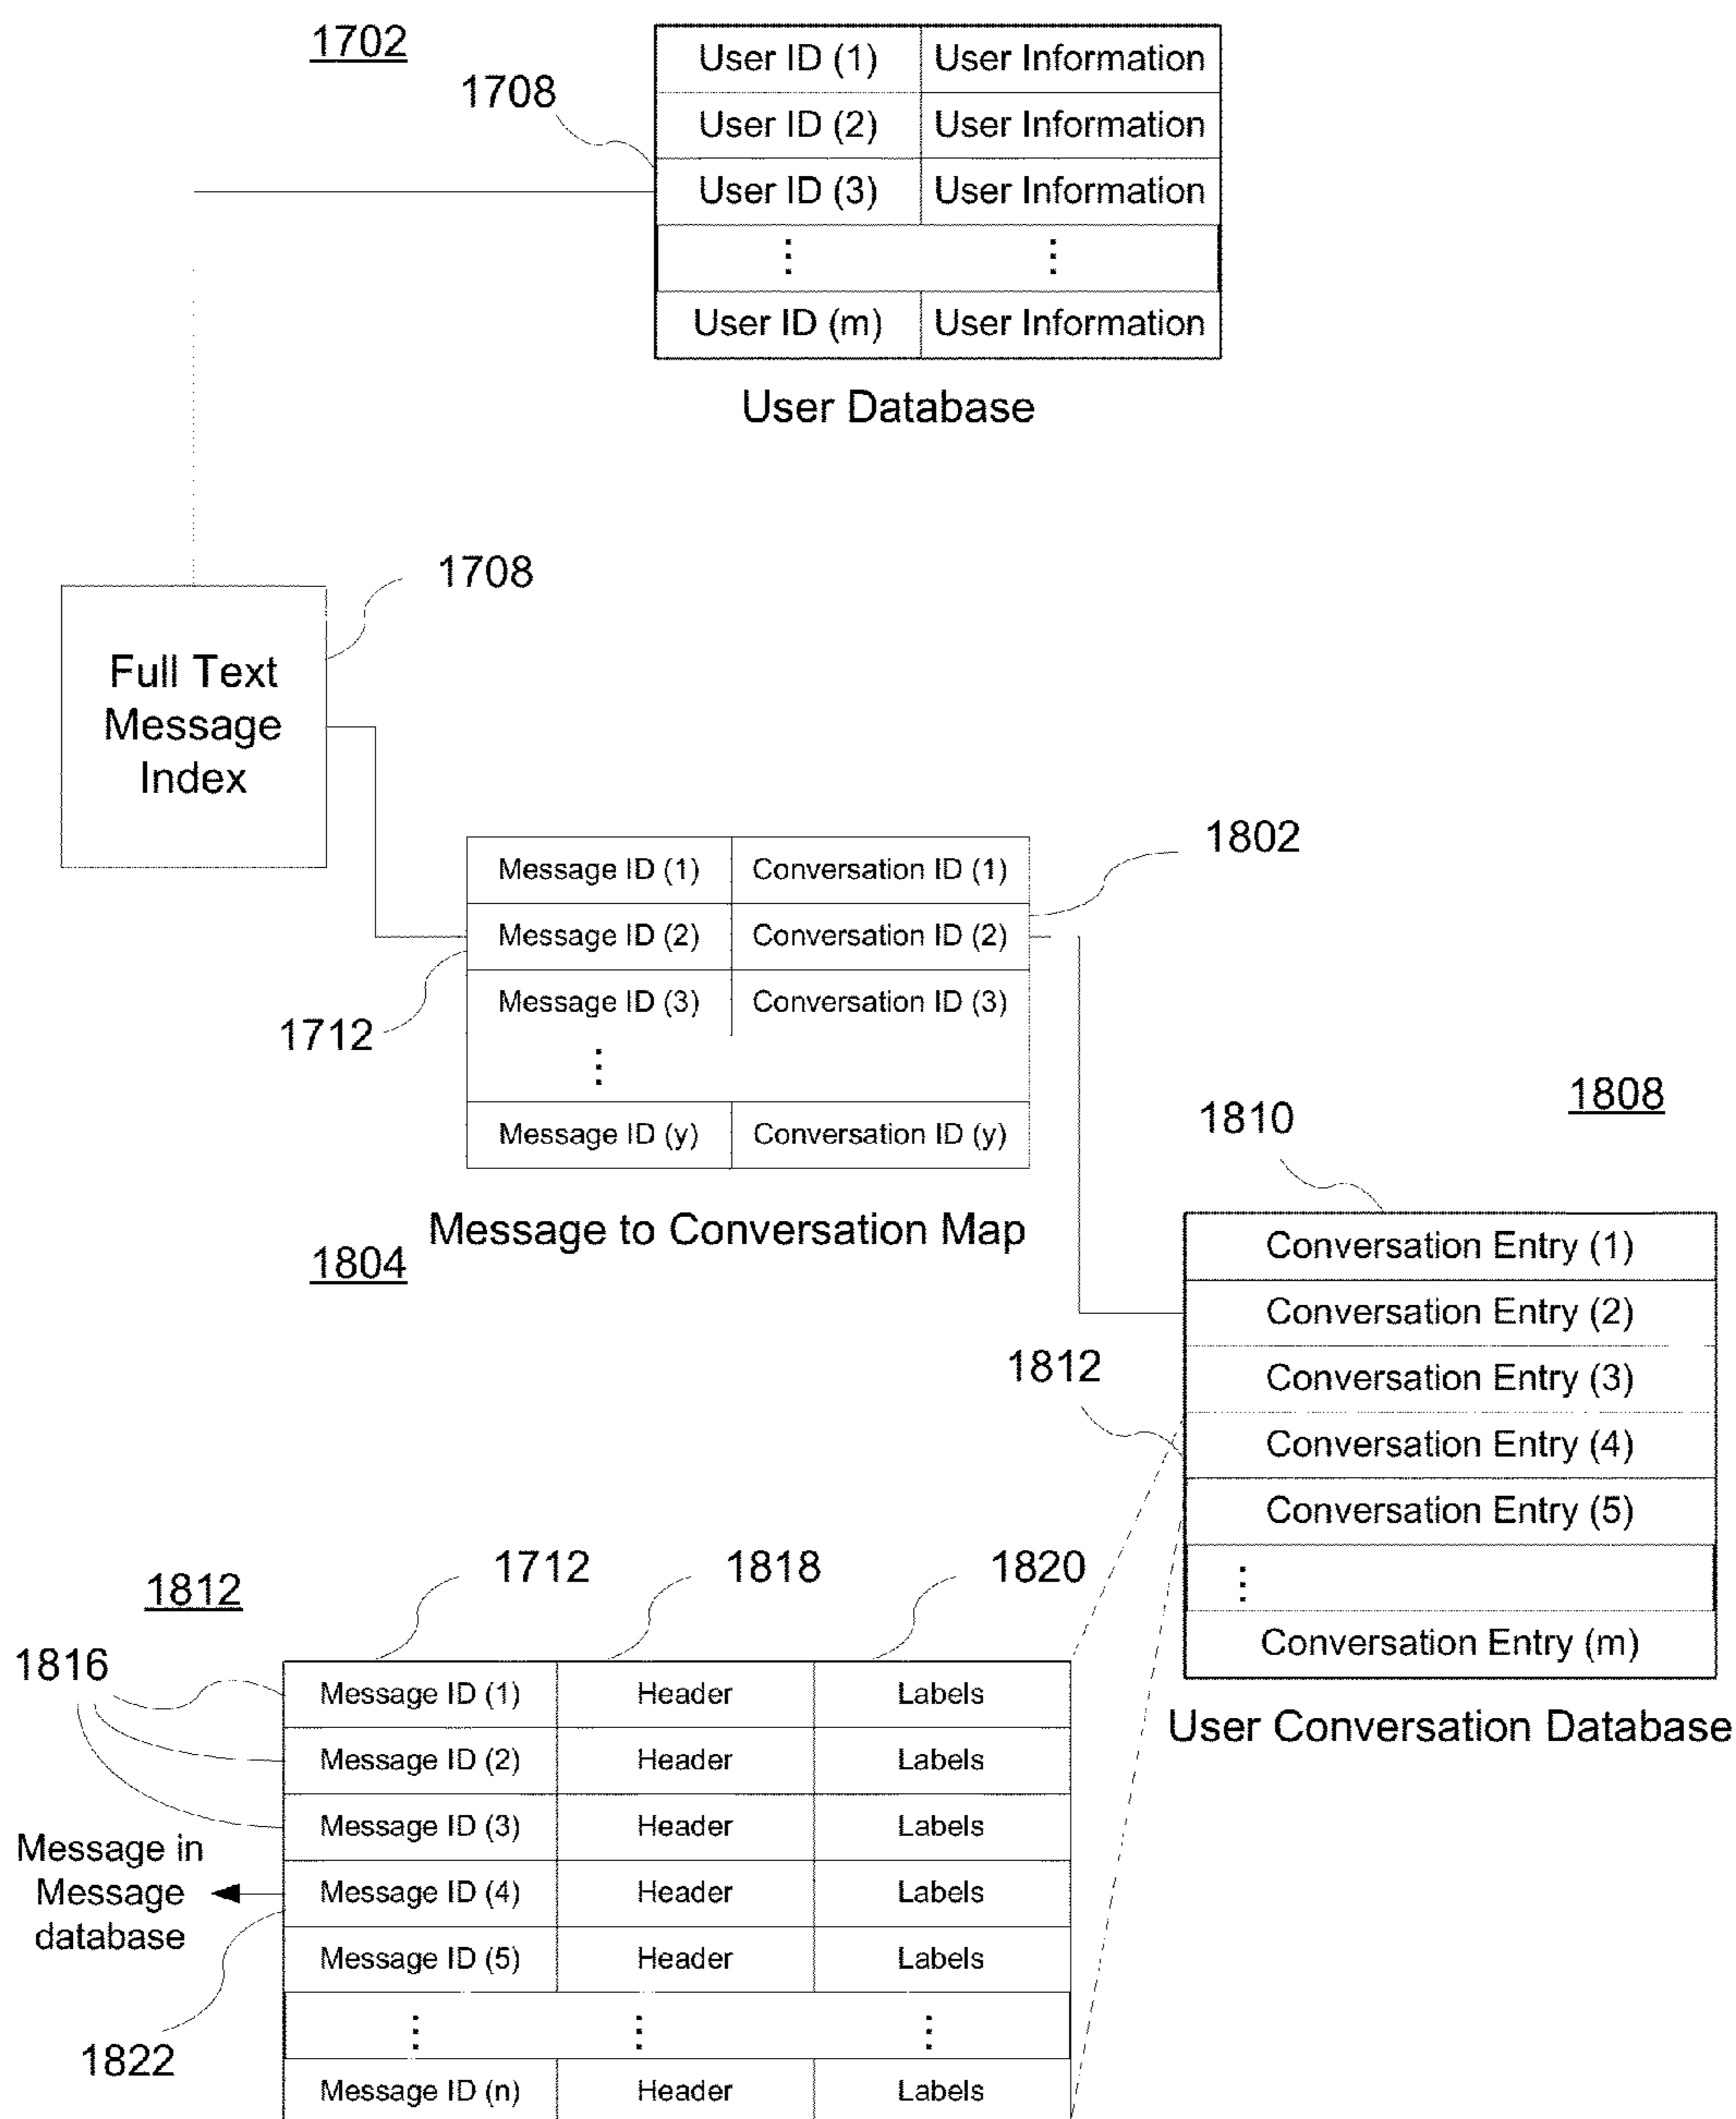 1702
1708
User ID (1) User Information
User ID (2) User Information
User ID (3) User Information
⋮ ⋮
User ID (m) User Information
User Database
1708
Full Text
Message
Index
1802
Message ID (1) Conversation ID (1)
Message ID (2) Conversation ID (2)
Message ID (3) Conversation ID (3)
⋮
Message ID (y) Conversation ID (y)
1712
Message to Conversation Map
1804
1808
1810
Conversation Entry (1)
Conversation Entry (2)
Conversation Entry (3)
Conversation Entry (4)
Conversation Entry (5)
⋮
Conversation Entry (m)
User Conversation Database
1812
1812
1712 1818 1820
1816
Message ID (1) Header Labels
Message ID (2) Header Labels
Message ID (3) Header Labels
Message ID (4) Header Labels
Message ID (5) Header Labels
⋮ ⋮ ⋮
Message ID (n) Header Labels
Message in
Message
database
1822